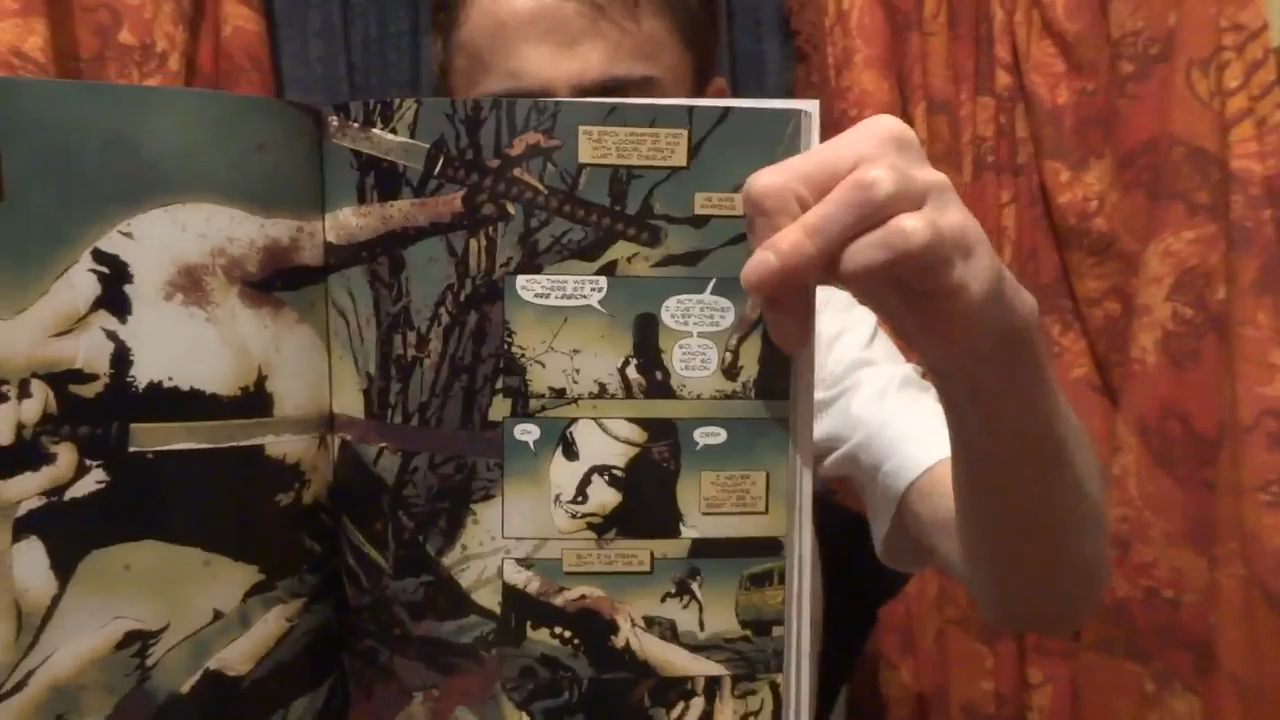 AS EACH VAMPIRE DIED
THEY LOOKED AT HIM
WITH EQUAL PARTS
LUST AND DISGUST.
HE WAS
AMAZING
YOU THINK WE'RE
ALL THERE IS? WE
ARE LEGION!
ACTUALLY,
I JUST STAKED
EVERYONE IN
THE HOUSE.
SO, YOU
KNOW,
NOT SO
LEGION.
OH.
CRAP.
I NEVER
THOUGHT A
VAMPIRE
WOULD BE MY
BEST FRIEND
BUT I'M DAMN
LUCKY THAT HE IS.